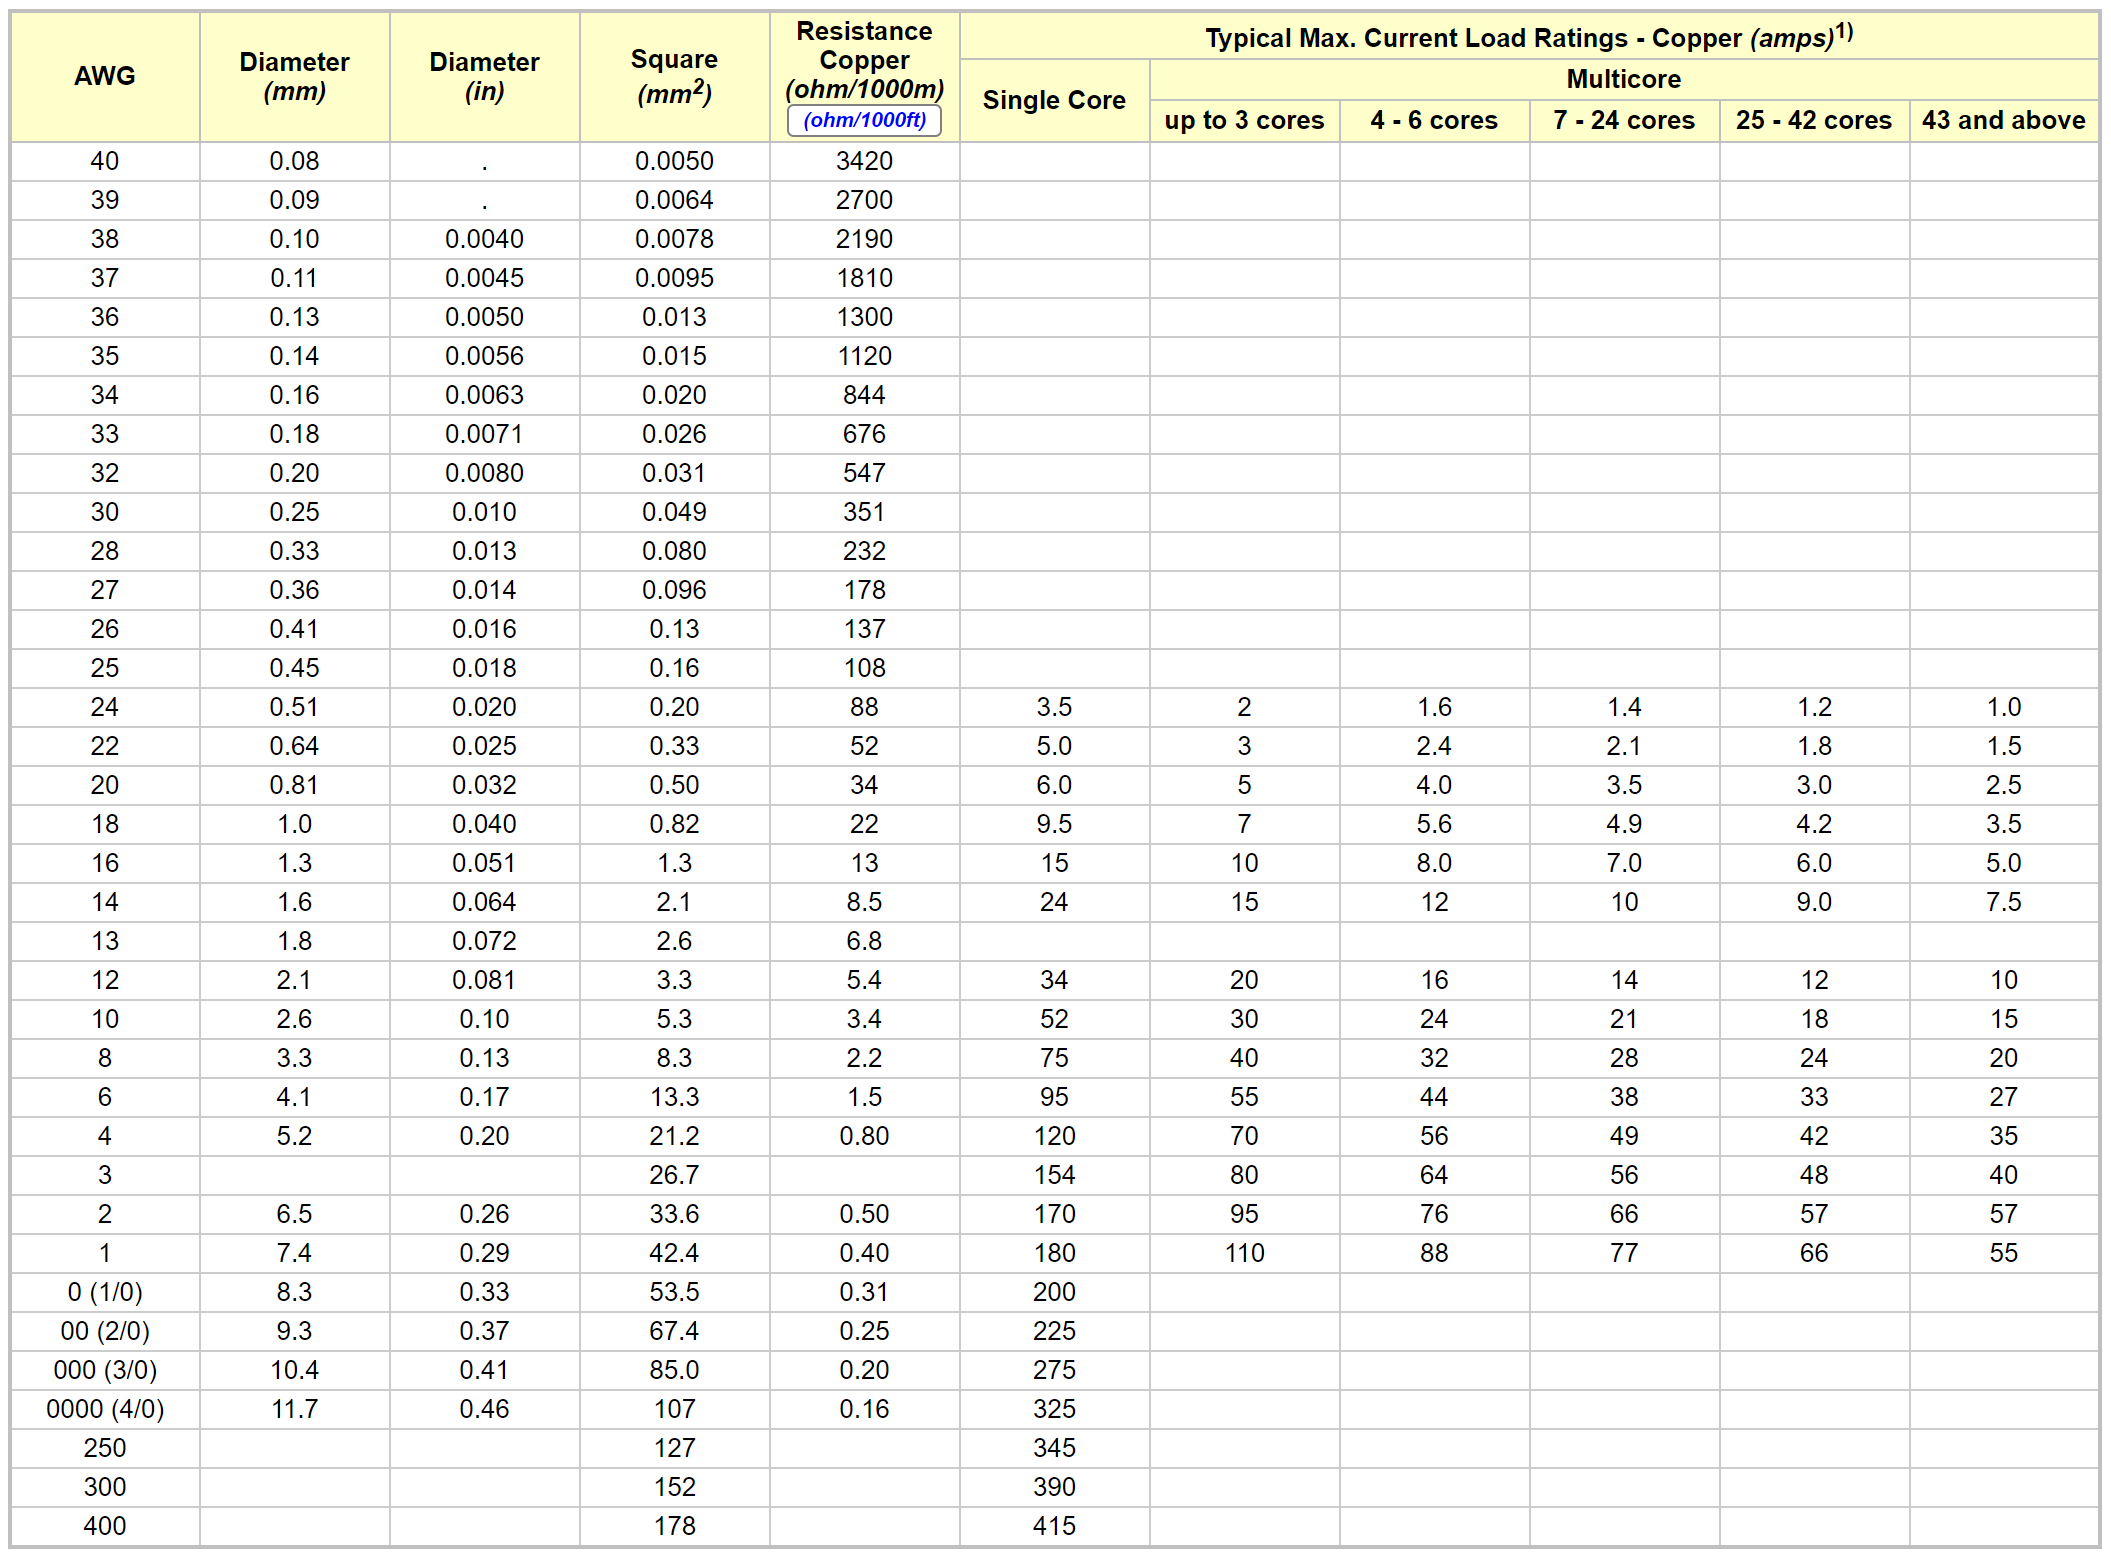 AWG Diameter (mm) Diameter (in) Square (mm2) Resistance Copper (ohm/1000m) (ohm/1000ft) Typical Max. Current Load Ratings - Copper (amps)1)
Single Core Multicore
up to 3 cores 4 - 6 cores 7 - 24 cores 25 - 42 cores 43 and above
40 0.08 . 0.0050 3420
39 0.09 . 0.0064 2700
38 0.10 0.0040 0.0078 2190
37 0.11 0.0045 0.0095 1810
36 0.13 0.0050 0.013 1300
35 0.14 0.0056 0.015 1120
34 0.16 0.0063 0.020 844
33 0.18 0.0071 0.026 676
32 0.20 0.0080 0.031 547
30 0.25 0.010 0.049 351
28 0.33 0.013 0.080 232
27 0.36 0.014 0.096 178
26 0.41 0.016 0.13 137
25 0.45 0.018 0.16 108
24 0.51 0.020 0.20 88 3.5 2 1.6 1.4 1.2 1.0
22 0.64 0.025 0.33 52 5.0 3 2.4 2.1 1.8 1.5
20 0.81 0.032 0.50 34 6.0 5 4.0 3.5 3.0 2.5
18 1.0 0.040 0.82 22 9.5 7 5.6 4.9 4.2 3.5
16 1.3 0.051 1.3 13 15 10 8.0 7.0 6.0 5.0
14 1.6 0.064 2.1 8.5 24 15 12 10 9.0 7.5
13 1.8 0.072 2.6 6.8
12 2.1 0.081 3.3 5.4 34 20 16 14 12 10
10 2.6 0.10 5.3 3.4 52 30 24 21 18 15
8 3.3 0.13 8.3 2.2 75 40 32 28 24 20
6 4.1 0.17 13.3 1.5 95 55 44 38 33 27
4 5.2 0.20 21.2 0.80 120 70 56 49 42 35
3 26.7 154 80 64 56 48 40
2 6.5 0.26 33.6 0.50 170 95 76 66 57 57
1 7.4 0.29 42.4 0.40 180 110 88 77 66 55
0 (1/0) 8.3 0.33 53.5 0.31 200
00 (2/0) 9.3 0.37 67.4 0.25 225
000 (3/0) 10.4 0.41 85.0 0.20 275
0000 (4/0) 11.7 0.46 107 0.16 325
250 127 345
300 152 390
400 178 415